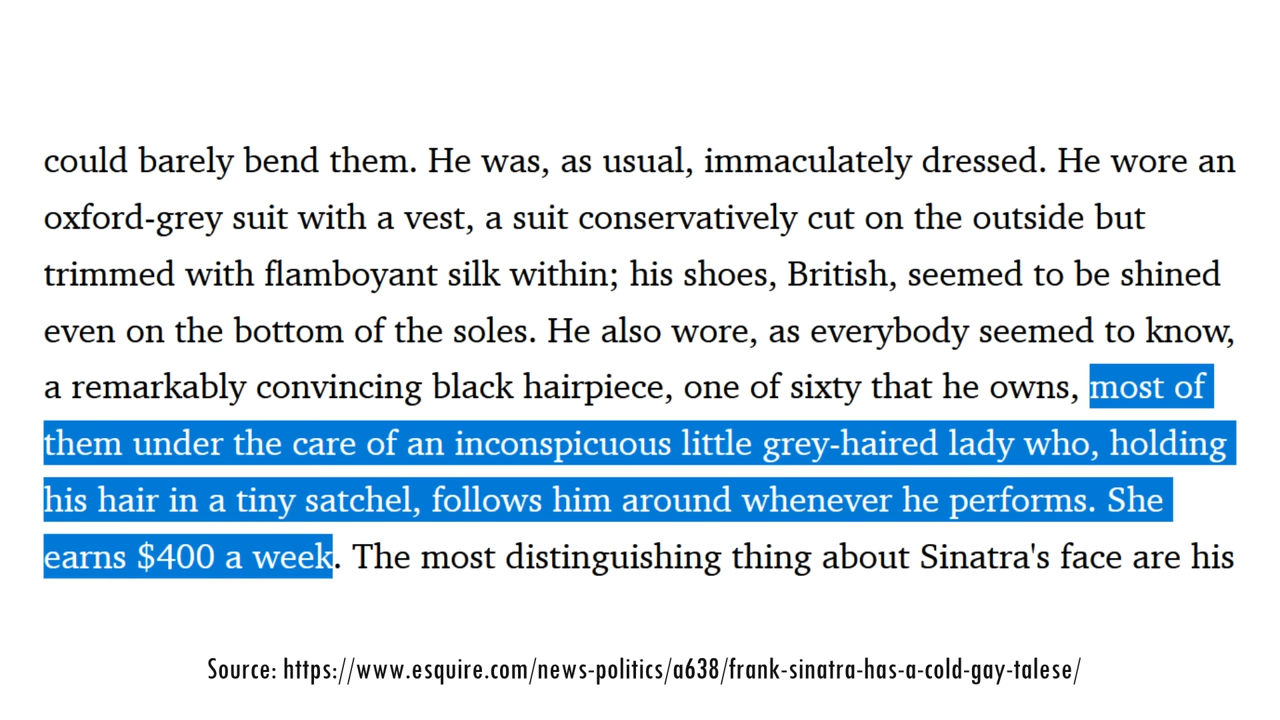 could barely bend them. He was, as usual, immaculately dressed. He wore an
oxford-grey suit with a vest, a suit conservatively cut on the outside but
trimmed with flamboyant silk within; his shoes, British, seemed to be shined
even on the bottom of the soles. He also wore, as everybody seemed to know,
a remarkably convincing black hairpiece, one of sixty that he owns, most of
them under the care of an inconspicuous little grey-haired lady who, holding
his hair in a tiny satchel, follows him around whenever he performs. She
earns $400 a week. The most distinguishing thing about Sinatra's face are his
Source: https://www.esquire.com/news-politics/a638/frank-sinatra-has-a-cold-gay-talese/